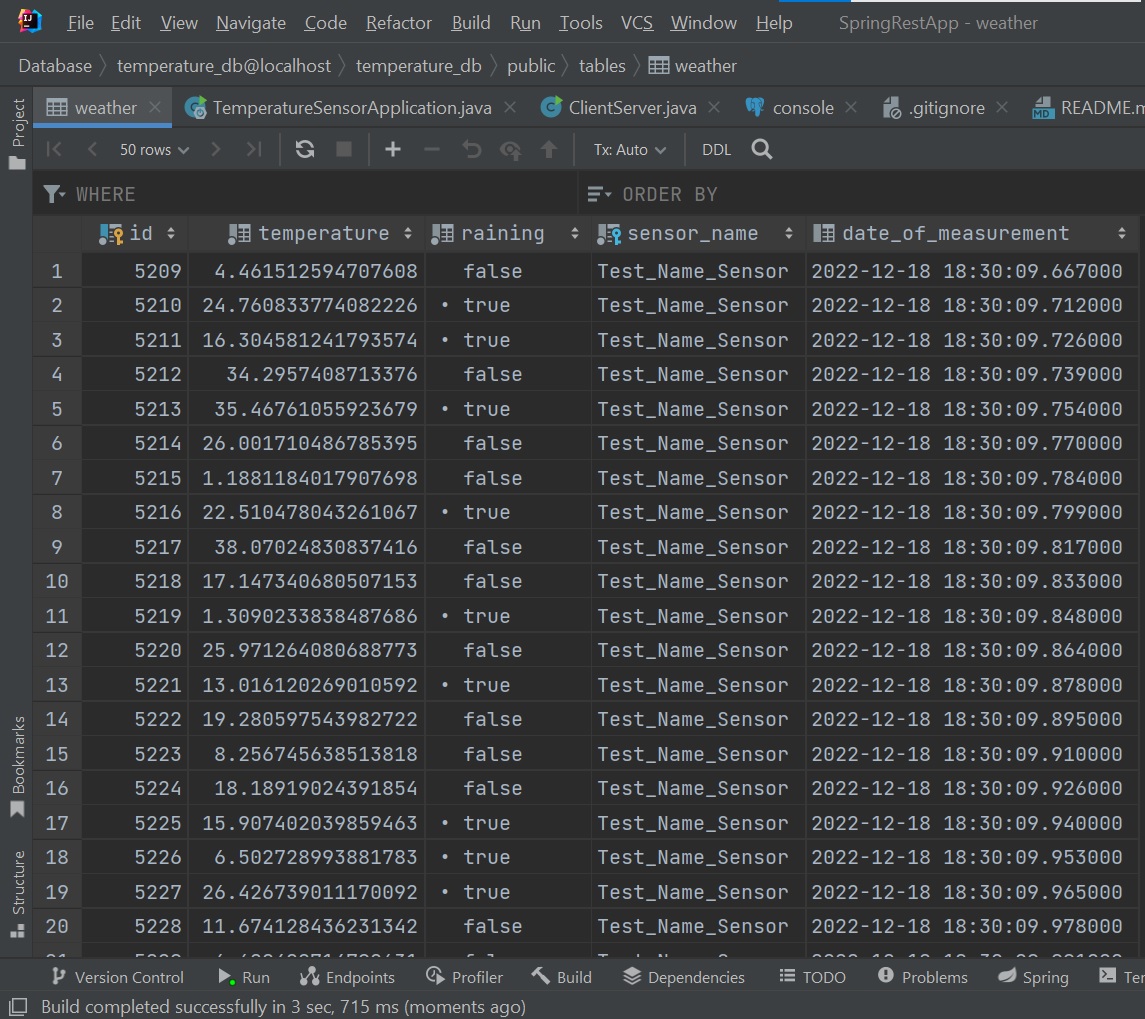 File Edit View Navigate Code Refactor Build Run Tools VCS Window Help SpringRestApp - weather
Database temperature_db@localhost temperature_db public tables weather
weather TemperatureSensorApplication.java ClientServer.java console .gitignore README.m
Project
50 rows Tx: Auto DDL
WHERE ORDER BY
id temperature raining sensor_name date_of_measurement
1 5209 4.461512594707608 false Test_Name_Sensor 2022-12-18 18:30:09.667000
2 5210 24.760833774082226 • true Test_Name_Sensor 2022-12-18 18:30:09.712000
3 5211 16.304581241793574 • true Test_Name_Sensor 2022-12-18 18:30:09.726000
4 5212 34.2957408713376 false Test_Name_Sensor 2022-12-18 18:30:09.739000
5 5213 35.46761055923679 • true Test_Name_Sensor 2022-12-18 18:30:09.754000
6 5214 26.001710486785395 false Test_Name_Sensor 2022-12-18 18:30:09.770000
7 5215 1.1881184017907698 false Test_Name_Sensor 2022-12-18 18:30:09.784000
8 5216 22.510478043261067 • true Test_Name_Sensor 2022-12-18 18:30:09.799000
9 5217 38.07024830837416 false Test_Name_Sensor 2022-12-18 18:30:09.817000
10 5218 17.147340680507153 false Test_Name_Sensor 2022-12-18 18:30:09.833000
11 5219 1.3090233838487686 • true Test_Name_Sensor 2022-12-18 18:30:09.848000
12 5220 25.971264080688773 false Test_Name_Sensor 2022-12-18 18:30:09.864000
13 5221 13.016120269010592 • true Test_Name_Sensor 2022-12-18 18:30:09.878000
14 5222 19.280597543982722 false Test_Name_Sensor 2022-12-18 18:30:09.895000
15 5223 8.256745638513818 false Test_Name_Sensor 2022-12-18 18:30:09.910000
16 5224 18.18919024391854 false Test_Name_Sensor 2022-12-18 18:30:09.926000
17 5225 15.907402039859463 • true Test_Name_Sensor 2022-12-18 18:30:09.940000
18 5226 6.502728993881783 • true Test_Name_Sensor 2022-12-18 18:30:09.953000
19 5227 26.426739011170092 • true Test_Name_Sensor 2022-12-18 18:30:09.965000
20 5228 11.674128436231342 false Test_Name_Sensor 2022-12-18 18:30:09.978000
Bookmarks
Structure
Version Control Run Endpoints Profiler Build Dependencies TODO Problems Spring Ter
Build completed successfully in 3 sec, 715 ms (moments ago)